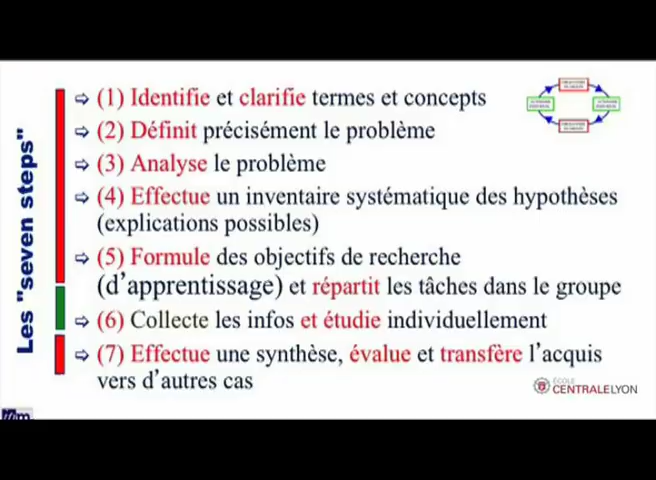 Les "seven steps"
(1) Identifie et clarifie termes et concepts
(2) Définit précisément le problème
(3) Analyse le problème
(4) Effectue un inventaire systématique des hypothèses
(explications possibles)
(5) Formule des objectifs de recherche
(d’apprentissage) et répartit les tâches dans le groupe
(6) Collecte les infos et étudie individuellement
(7) Effectue une synthèse, évalue et transfère l’acquis
vers d’autres cas
ÉCOLE
CENTRALELYON